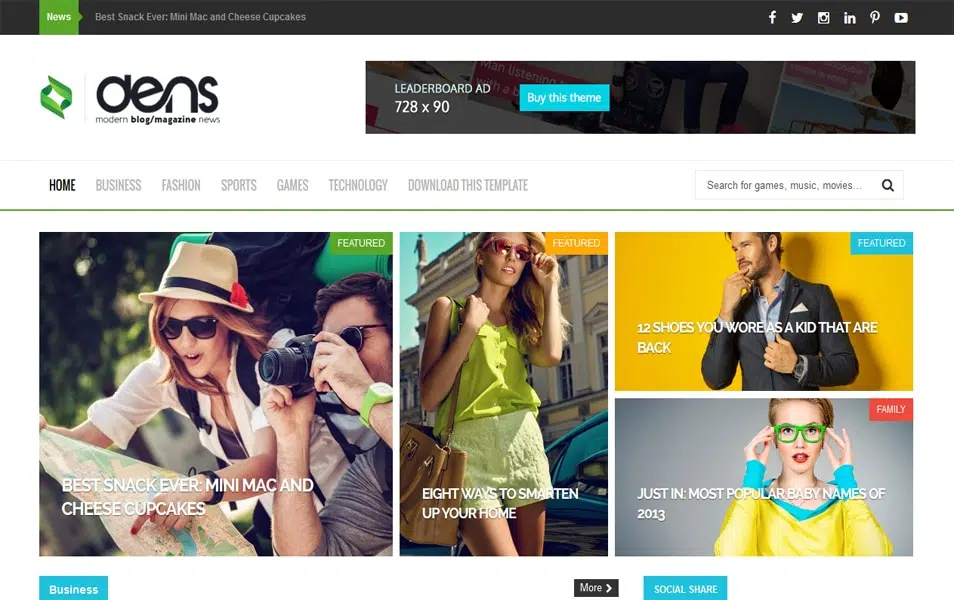 News
Best Snack Ever: Mini Mac and Cheese Cupcakes
dens
modern blog/magazine news
Man listening
with a b
LEADERBOARD AD
728 x 90
Buy this theme
HOME
BUSINESS
FASHION
SPORTS
GAMES
TECHNOLOGY
DOWNLOAD THIS TEMPLATE
Search for games, music, movies...
FEATURED
BEST SNACK EVER: MINI MAC AND
CHEESE CUPCAKES
FEATURED
EIGHT WAYS TO SMARTEN
UP YOUR HOME
FEATURED
12 SHOES YOU WORE AS A KID THAT ARE
BACK
FAMILY
JUST IN: MOST POPULAR BABY NAMES OF
2013
Business
More
SOCIAL SHARE